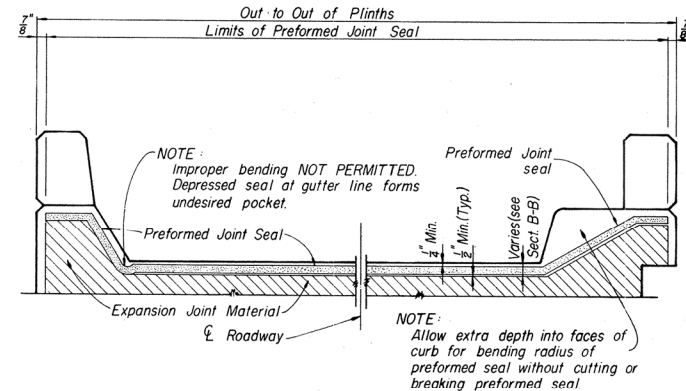 Out to Out of Plinths
7/8"
Limits of Preformed Joint Seal
NOTE:
Improper bending NOT PERMITTED.
Depressed seal at gutter line forms
undesired pocket.
Preformed Joint
seal
1/4" Min.
1/2" Min.(Typ.)
Varies(see
Sect. B-B)
Preformed Joint Seal
Expansion Joint Material
℄ Roadway
NOTE:
Allow extra depth into faces of
curb for bending radius of
preformed seal without cutting or
breaking preformed seal.